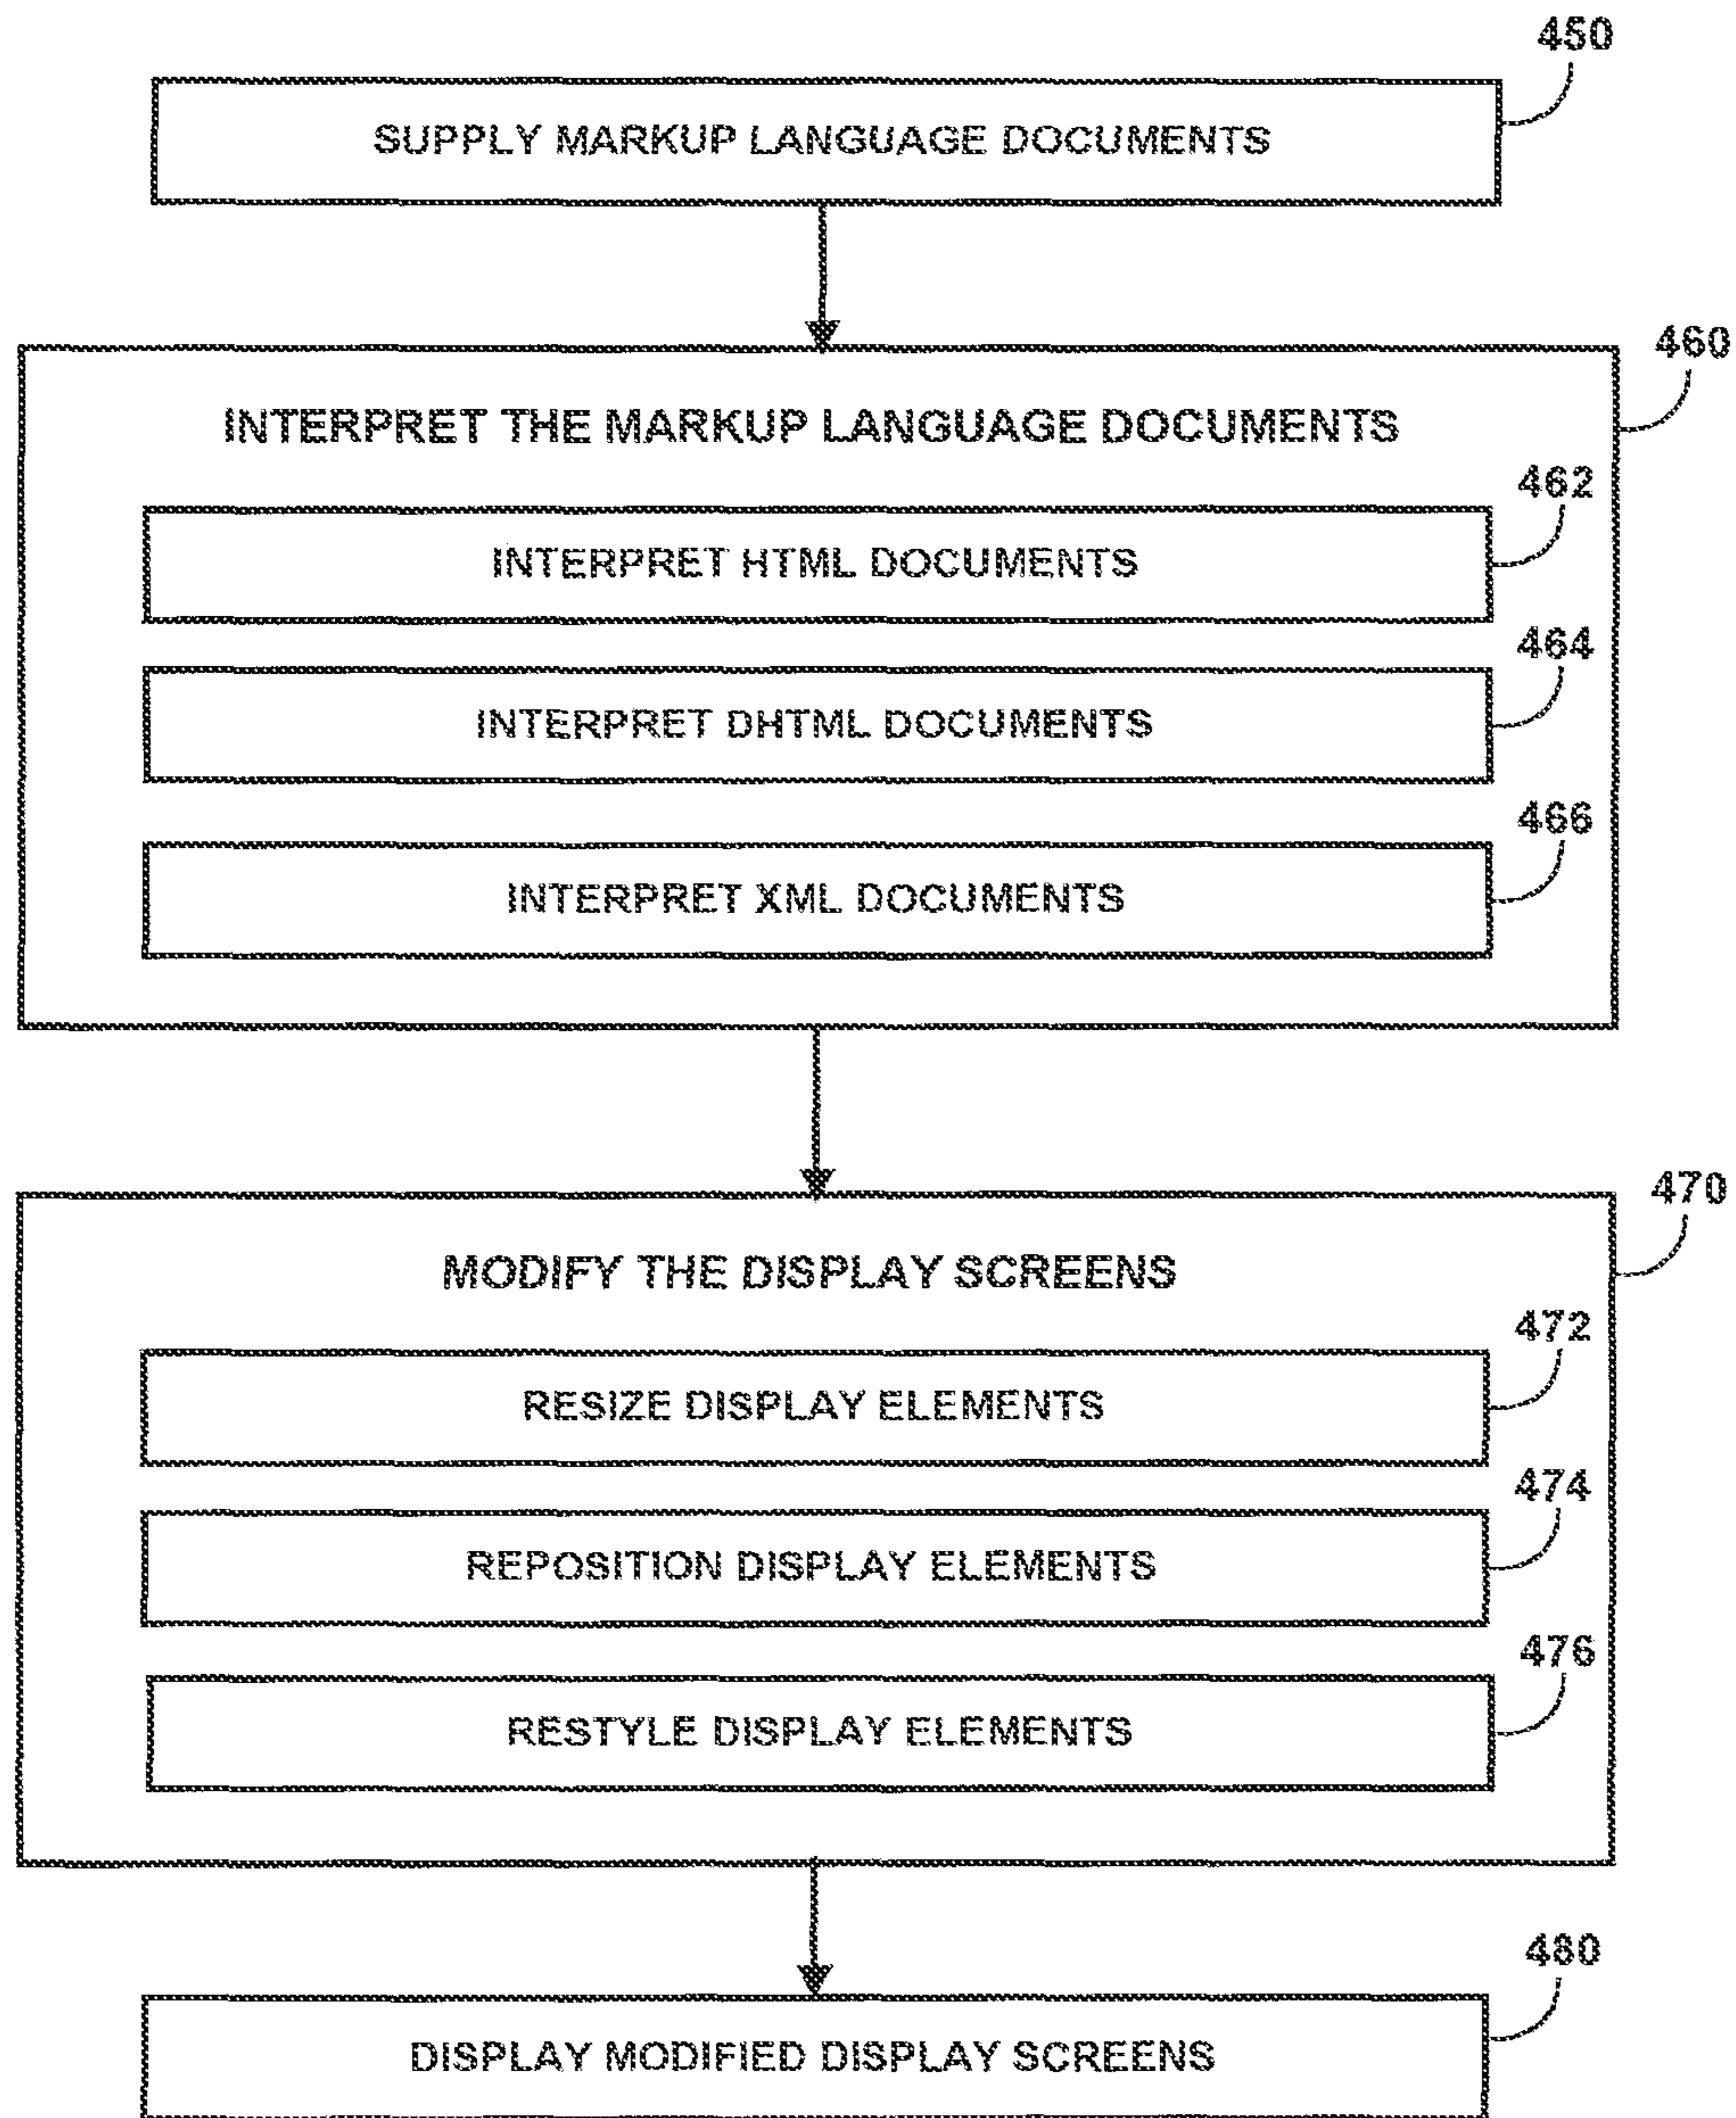 450
SUPPLY MARKUP LANGUAGE DOCUMENTS
460
INTERPRET THE MARKUP LANGUAGE DOCUMENTS
462
INTERPRET HTML DOCUMENTS
464
INTERPRET DHTML DOCUMENTS
466
INTERPRET XML DOCUMENTS
470
MODIFY THE DISPLAY SCREENS
472
RESIZE DISPLAY ELEMENTS
474
REPOSITION DISPLAY ELEMENTS
476
RESTYLE DISPLAY ELEMENTS
480
DISPLAY MODIFIED DISPLAY SCREENS